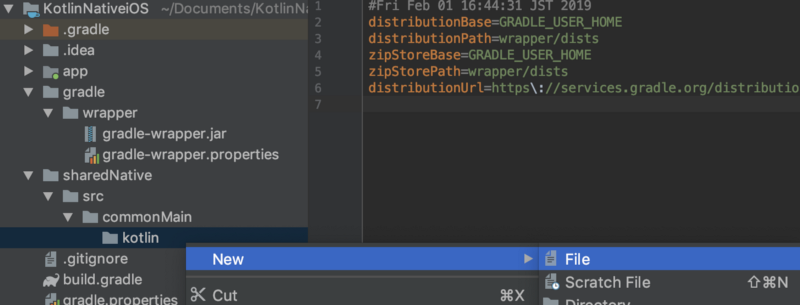 KotlinNativeiOS ~/Documents/KotlinNa
.gradle
.idea
app
gradle
wrapper
gradle-wrapper.jar
gradle-wrapper.properties
sharedNative
src
commonMain
kotlin
.gitignore
build.gradle
gradle.properties
1 #Fri Feb 01 16:44:31 JST 2019
2 distributionBase=GRADLE_USER_HOME
3 distributionPath=wrapper/dists
4 zipStoreBase=GRADLE_USER_HOME
5 zipStorePath=wrapper/dists
6 distributionUrl=https\://services.gradle.org/distributio
7
New
Cut ⌘X
File
Scratch File ⇧⌘N
Directory